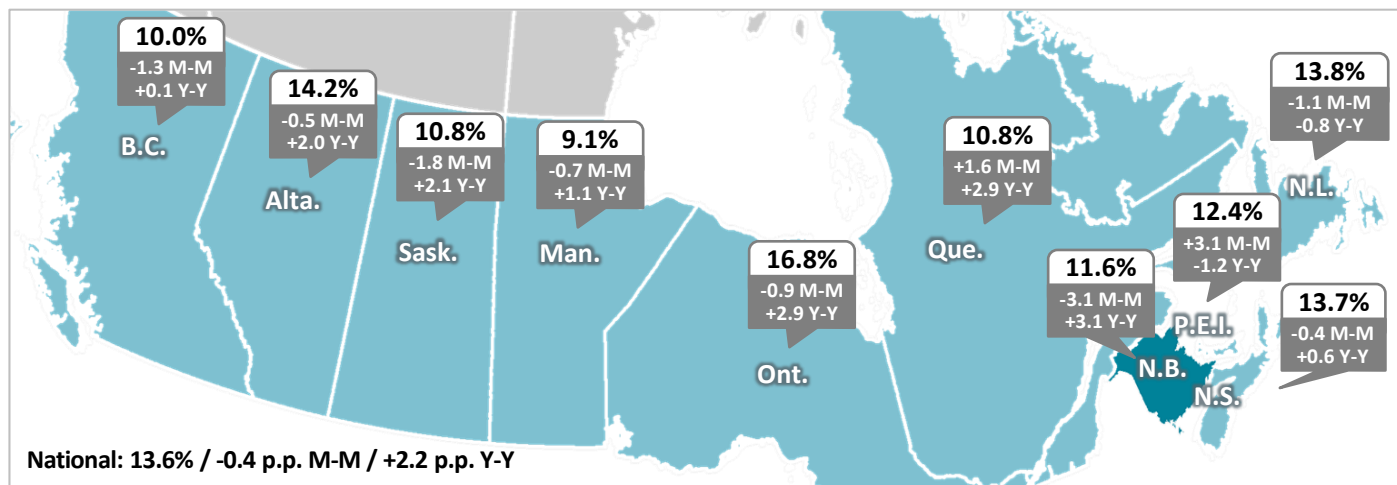 10.0%
-1.3 M-M
+0.1 Y-Y
B.C.
14.2%
-0.5 M-M
+2.0 Y-Y
Alta.
10.8%
-1.8 M-M
+2.1 Y-Y
Sask.
9.1%
-0.7 M-M
+1.1 Y-Y
Man.
16.8%
-0.9 M-M
+2.9 Y-Y
Ont.
10.8%
+1.6 M-M
+2.9 Y-Y
Que.
13.8%
-1.1 M-M
-0.8 Y-Y
N.L.
12.4%
+3.1 M-M
-1.2 Y-Y
P.E.I.
11.6%
-3.1 M-M
+3.1 Y-Y
N.B.
13.7%
-0.4 M-M
+0.6 Y-Y
N.S.
National: 13.6% / -0.4 p.p. M-M / +2.2 p.p. Y-Y